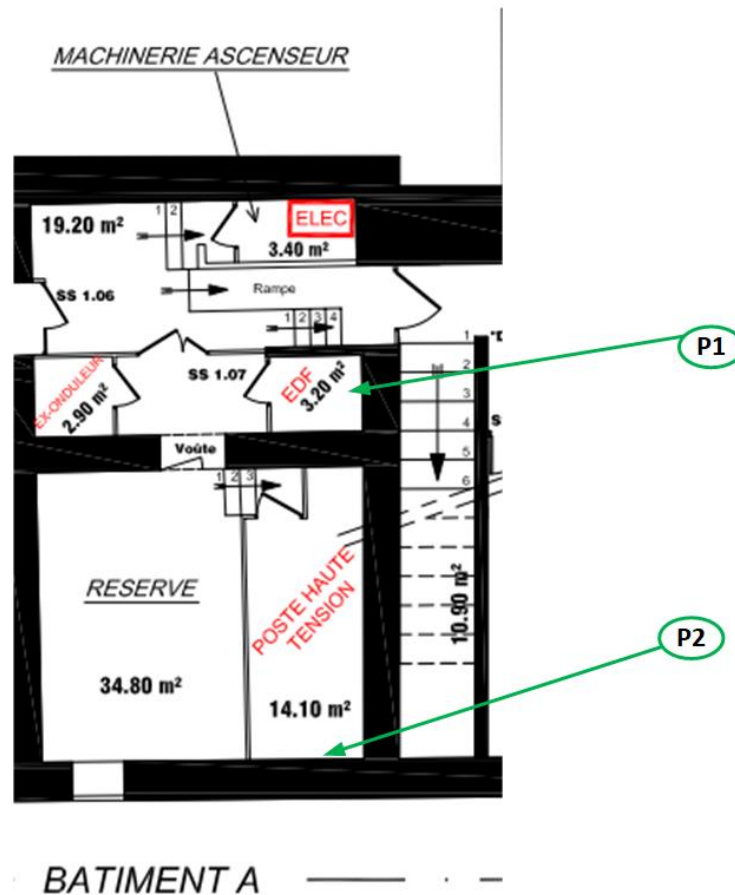 MACHINERIE ASCENSEUR
ELEC
1 2
19.20 m²
3.40 m²
SS 1.06
Rampe
1 2 3 4
1
P1
SS 1.07
EX-ONDULEUR
2.90 m²
EDF
3.20 m²
2
3
4
5
6
Voûte
1 2 3
RESERVE
POSTE HAUTE
TENSION
10.90 m²
P2
34.80 m²
14.10 m²
BATIMENT A